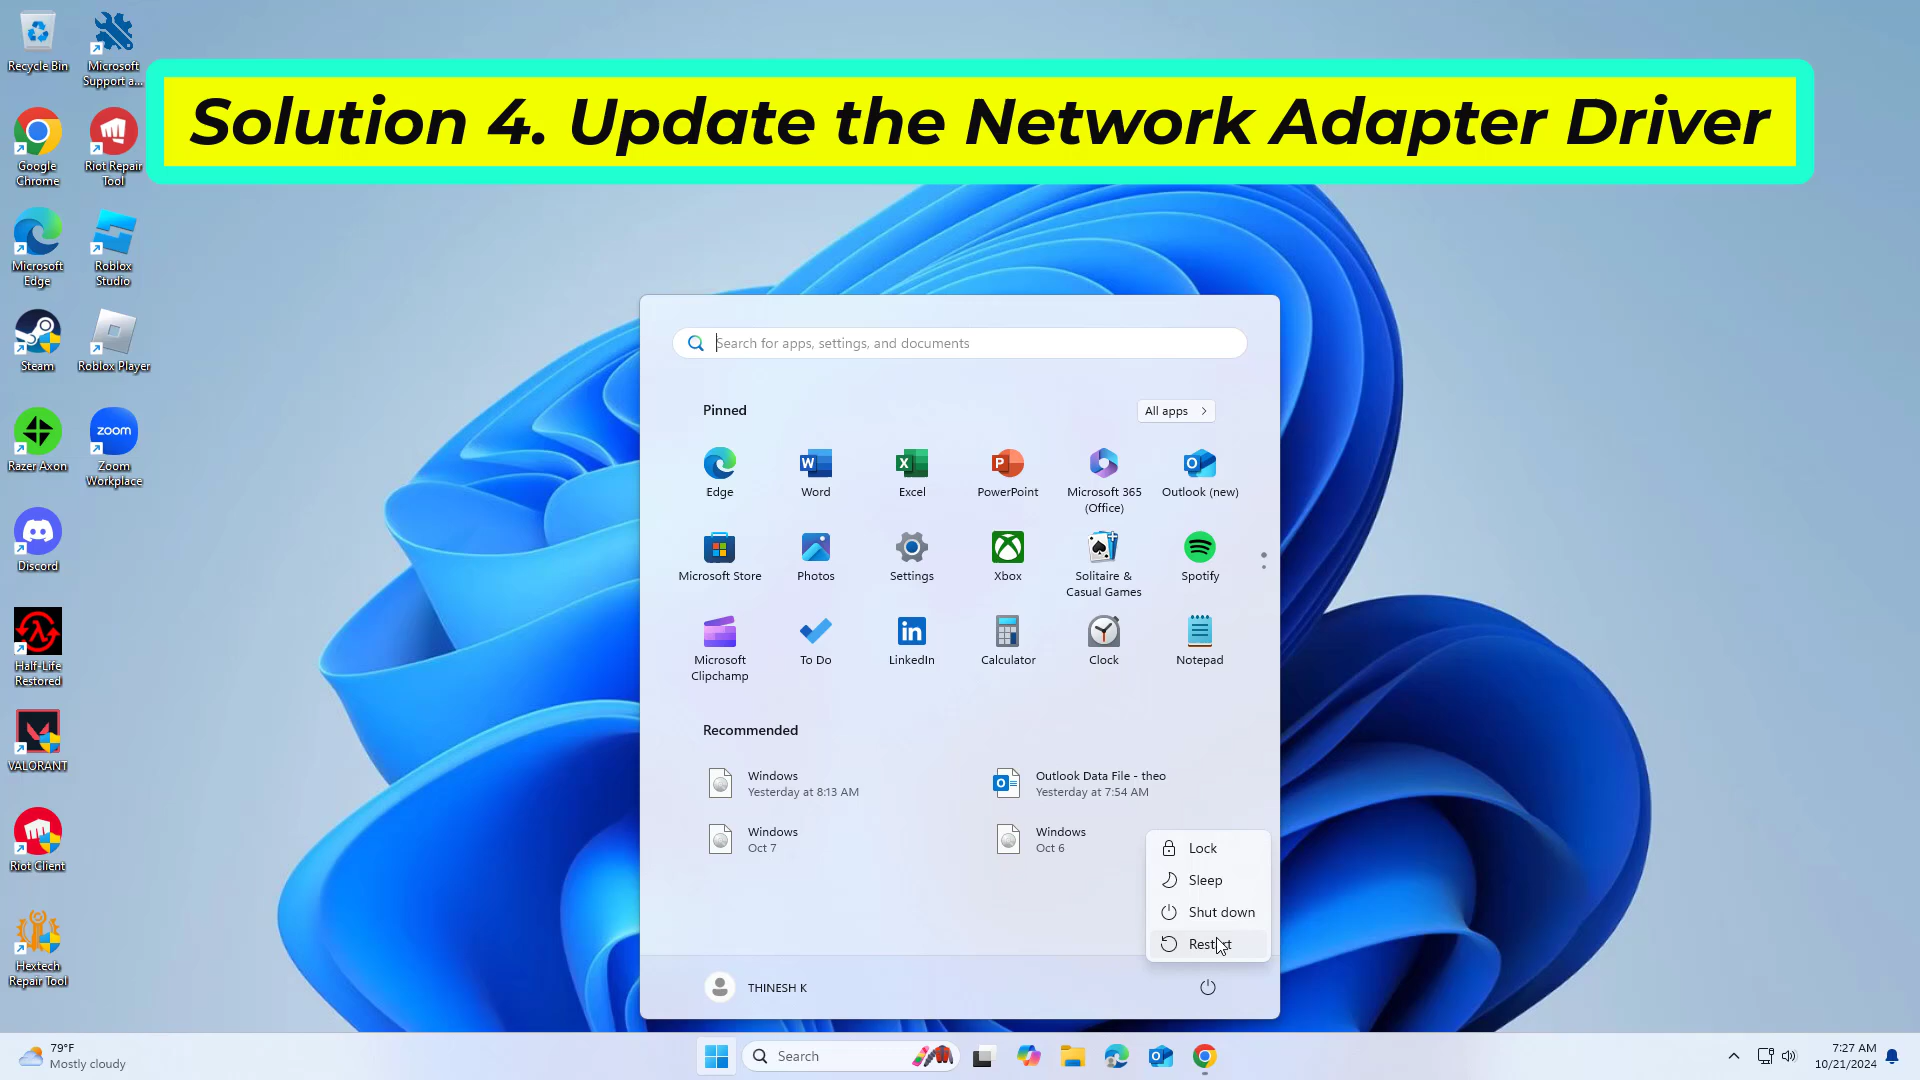 Solution 4. Update the Network Adapter Driver
Recycle Bin
Microsoft
Support a...
Google
Chrome
Riot Repair
Tool
Microsoft
Edge
Roblox
Studio
Steam
Roblox Player
Razer Axon
zoom
Zoom
Workplace
Discord
Half-Life
Restored
VALORANT
Riot Client
Hextech
Repair Tool
Search for apps, settings, and documents
Pinned
All apps
Edge
Word
Excel
PowerPoint
Microsoft 365
(Office)
Outlook (new)
Microsoft Store
Photos
Settings
Xbox
Solitaire &
Casual Games
Spotify
Microsoft
Clipchamp
To Do
LinkedIn
Calculator
Clock
Notepad
Recommended
Windows
Yesterday at 8:13 AM
Outlook Data File - theo
Yesterday at 7:54 AM
Windows
Oct 7
Windows
Oct 6
Lock
Sleep
Shut down
Restart
THINESH K
79°F
Mostly cloudy
Search
7:27 AM
10/21/2024